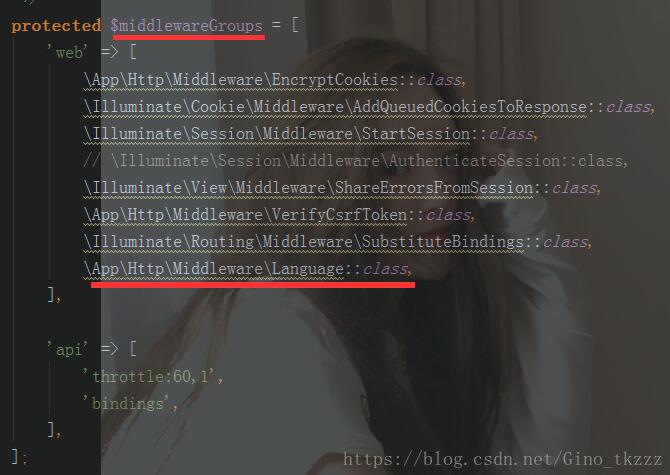 protected $middlewareGroups = [
'web' => [
\App\Http\Middleware\EncryptCookies::class,
\Illuminate\Cookie\Middleware\AddQueuedCookiesToResponse::class,
\Illuminate\Session\Middleware\StartSession::class,
// \Illuminate\Session\Middleware\AuthenticateSession::class,
\Illuminate\View\Middleware\ShareErrorsFromSession::class,
\App\Http\Middleware\VerifyCsrfToken::class,
\Illuminate\Routing\Middleware\SubstituteBindings::class,
\App\Http\Middleware\Language::class,
],
'api' => [
'throttle:60,1',
'bindings',
],
];
https://blog.csdn.net/Gino_tkzzz